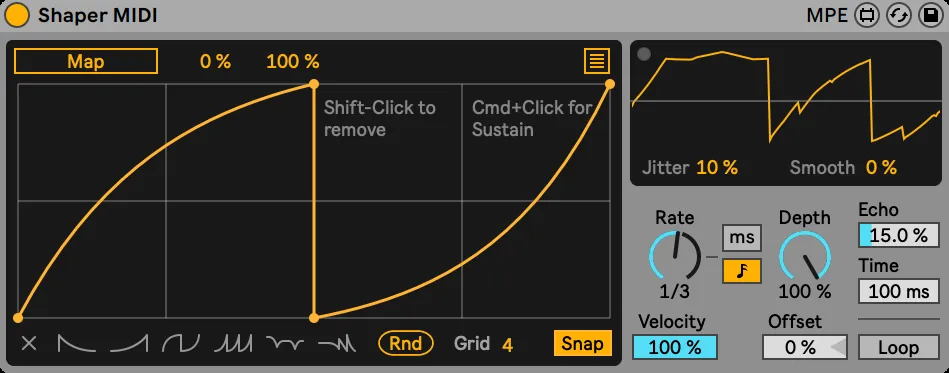 Shaper MIDI
MPE
Map 0 % 100 %
Shift-Click to
remove
Cmd+Click for
Sustain
Rnd Grid 4 Snap
Jitter 10 % Smooth 0 %
Rate
1/3
ms
Depth
100 %
Echo
15.0 %
Time
100 ms
Velocity
100 %
Offset
0 %
Loop